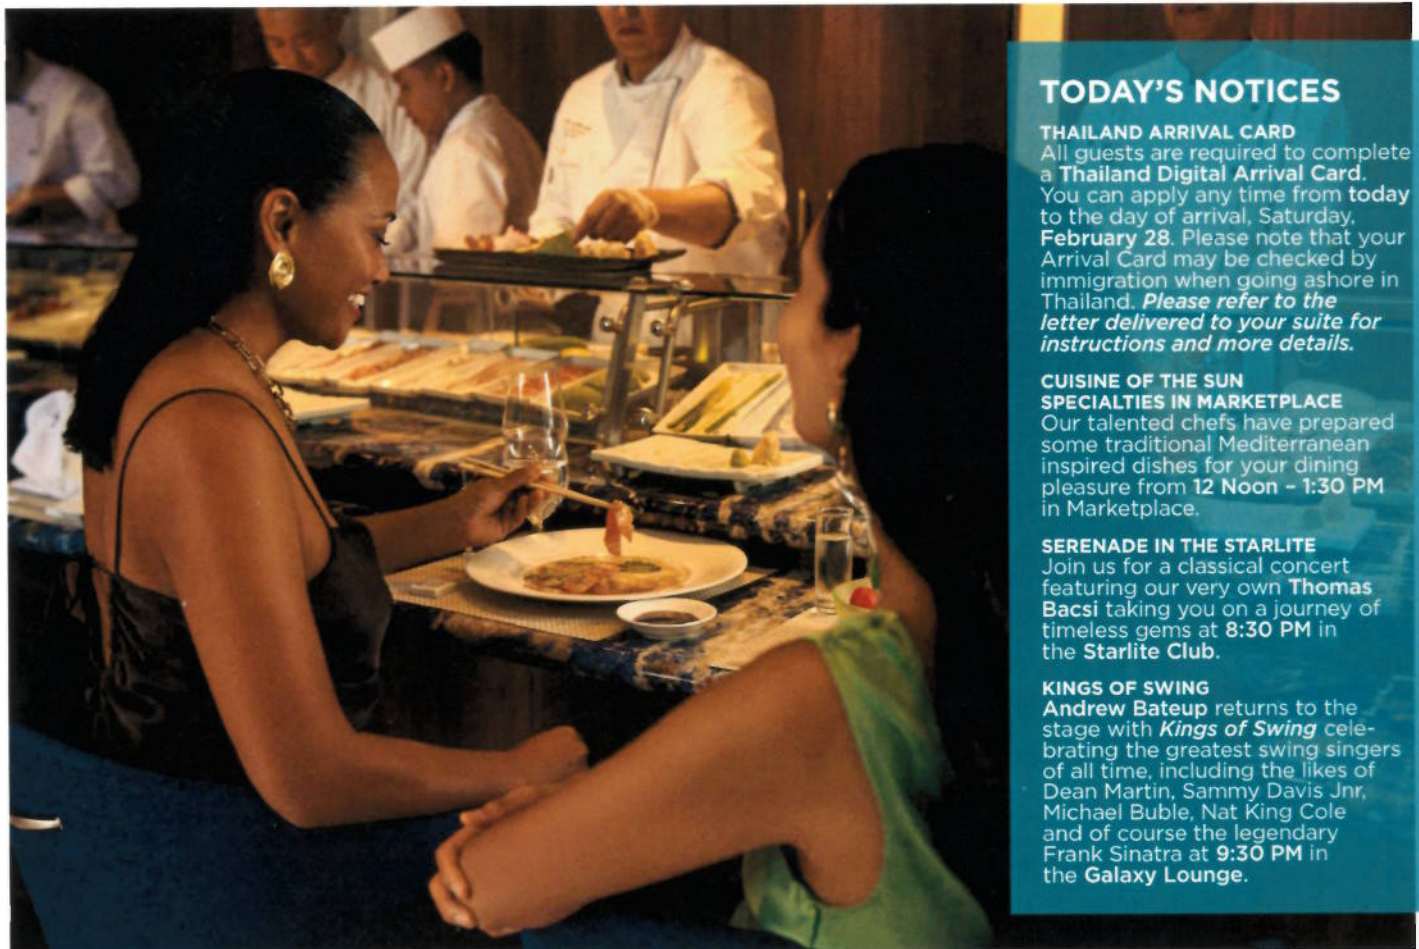 TODAY'S NOTICES
THAILAND ARRIVAL CARD
All guests are required to complete
a Thailand Digital Arrival Card.
You can apply any time from today
to the day of arrival, Saturday,
February 28. Please note that your
Arrival Card may be checked by
immigration when going ashore in
Thailand. Please refer to the
letter delivered to your suite for
instructions and more details.
CUISINE OF THE SUN
SPECIALTIES IN MARKETPLACE
Our talented chefs have prepared
some traditional Mediterranean
inspired dishes for your dining
pleasure from 12 Noon – 1:30 PM
in Marketplace.
SERENADE IN THE STARLITE
Join us for a classical concert
featuring our very own Thomas
Bacsi taking you on a journey of
timeless gems at 8:30 PM in
the Starlite Club.
KINGS OF SWING
Andrew Bateup returns to the
stage with Kings of Swing cele-
brating the greatest swing singers
of all time, including the likes of
Dean Martin, Sammy Davis Jnr,
Michael Buble, Nat King Cole
and of course the legendary
Frank Sinatra at 9:30 PM in
the Galaxy Lounge.